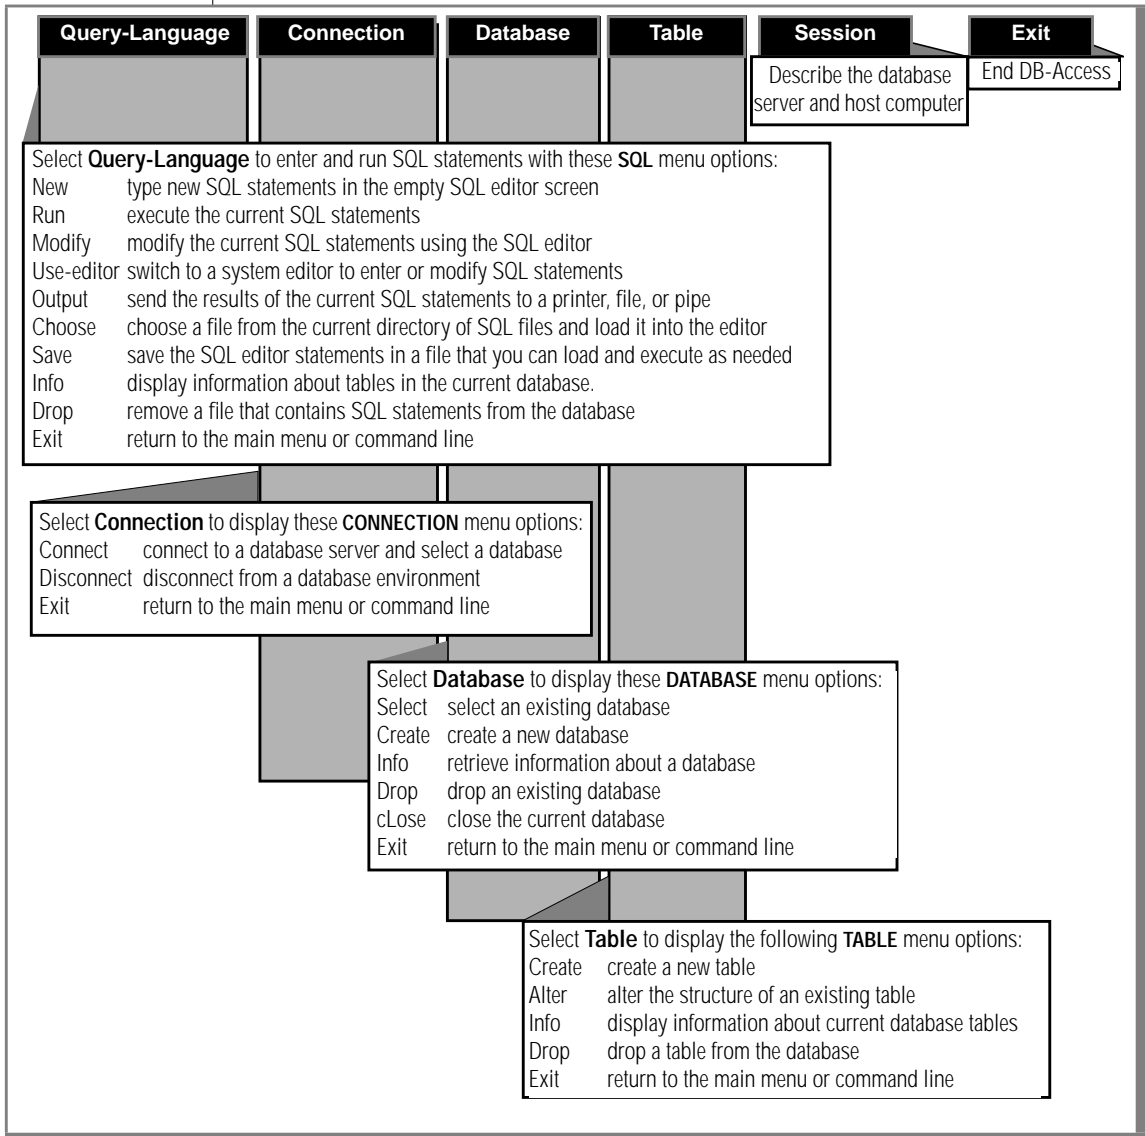 Query-Language Connection Database Table Session Exit
Describe the database
server and host computer
End DB-Access
Select Query-Language to enter and run SQL statements with these SQL menu options:
New type new SQL statements in the empty SQL editor screen
Run execute the current SQL statements
Modify modify the current SQL statements using the SQL editor
Use-editor switch to a system editor to enter or modify SQL statements
Output send the results of the current SQL statements to a printer, file, or pipe
Choose choose a file from the current directory of SQL files and load it into the editor
Save save the SQL editor statements in a file that you can load and execute as needed
Info display information about tables in the current database.
Drop remove a file that contains SQL statements from the database
Exit return to the main menu or command line
Select Connection to display these CONNECTION menu options:
Connect connect to a database server and select a database
Disconnect disconnect from a database environment
Exit return to the main menu or command line
Select Database to display these DATABASE menu options:
Select select an existing database
Create create a new database
Info retrieve information about a database
Drop drop an existing database
cLose close the current database
Exit return to the main menu or command line
Select Table to display the following TABLE menu options:
Create create a new table
Alter alter the structure of an existing table
Info display information about current database tables
Drop drop a table from the database
Exit return to the main menu or command line